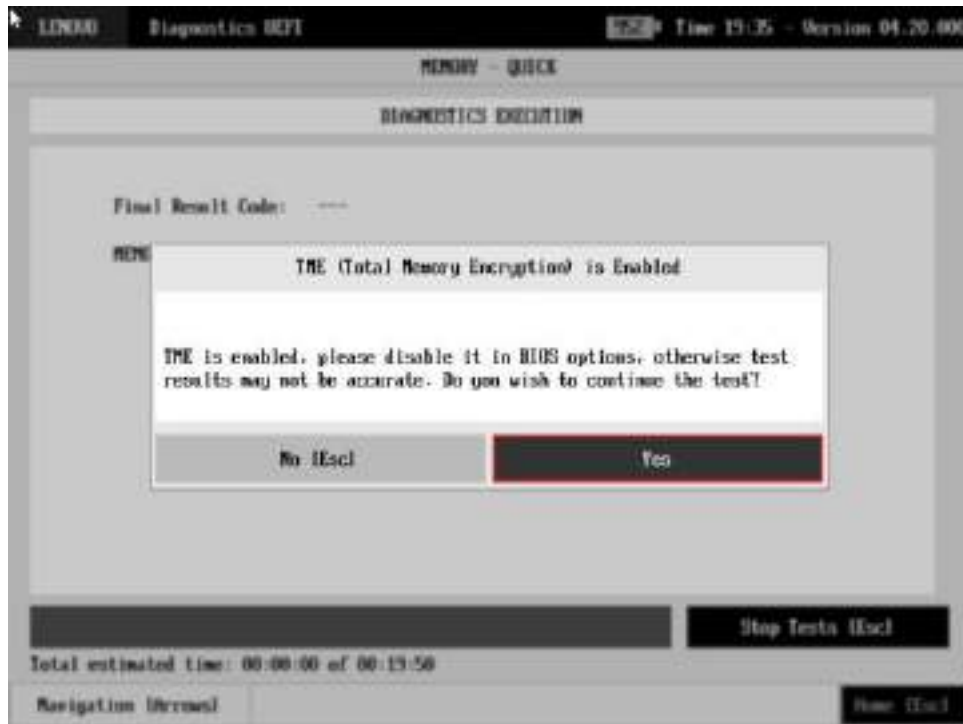 LENOVO
Diagnostics UEFI
Time 19:35 - Version 04.20.000
MEMORY - QUICK
DIAGNOSTICS EXECUTION
Final Result Code: ---
MEMO
TME (Total Memory Encryption) is Enabled
TME is enabled, please disable it in BIOS options, otherwise test
results may not be accurate. Do you wish to continue the test?
No [Esc]
Yes
Stop Tests [Esc]
Total estimated time: 00:00:00 of 00:19:50
Navigation [Arrows]
Home [Esc]